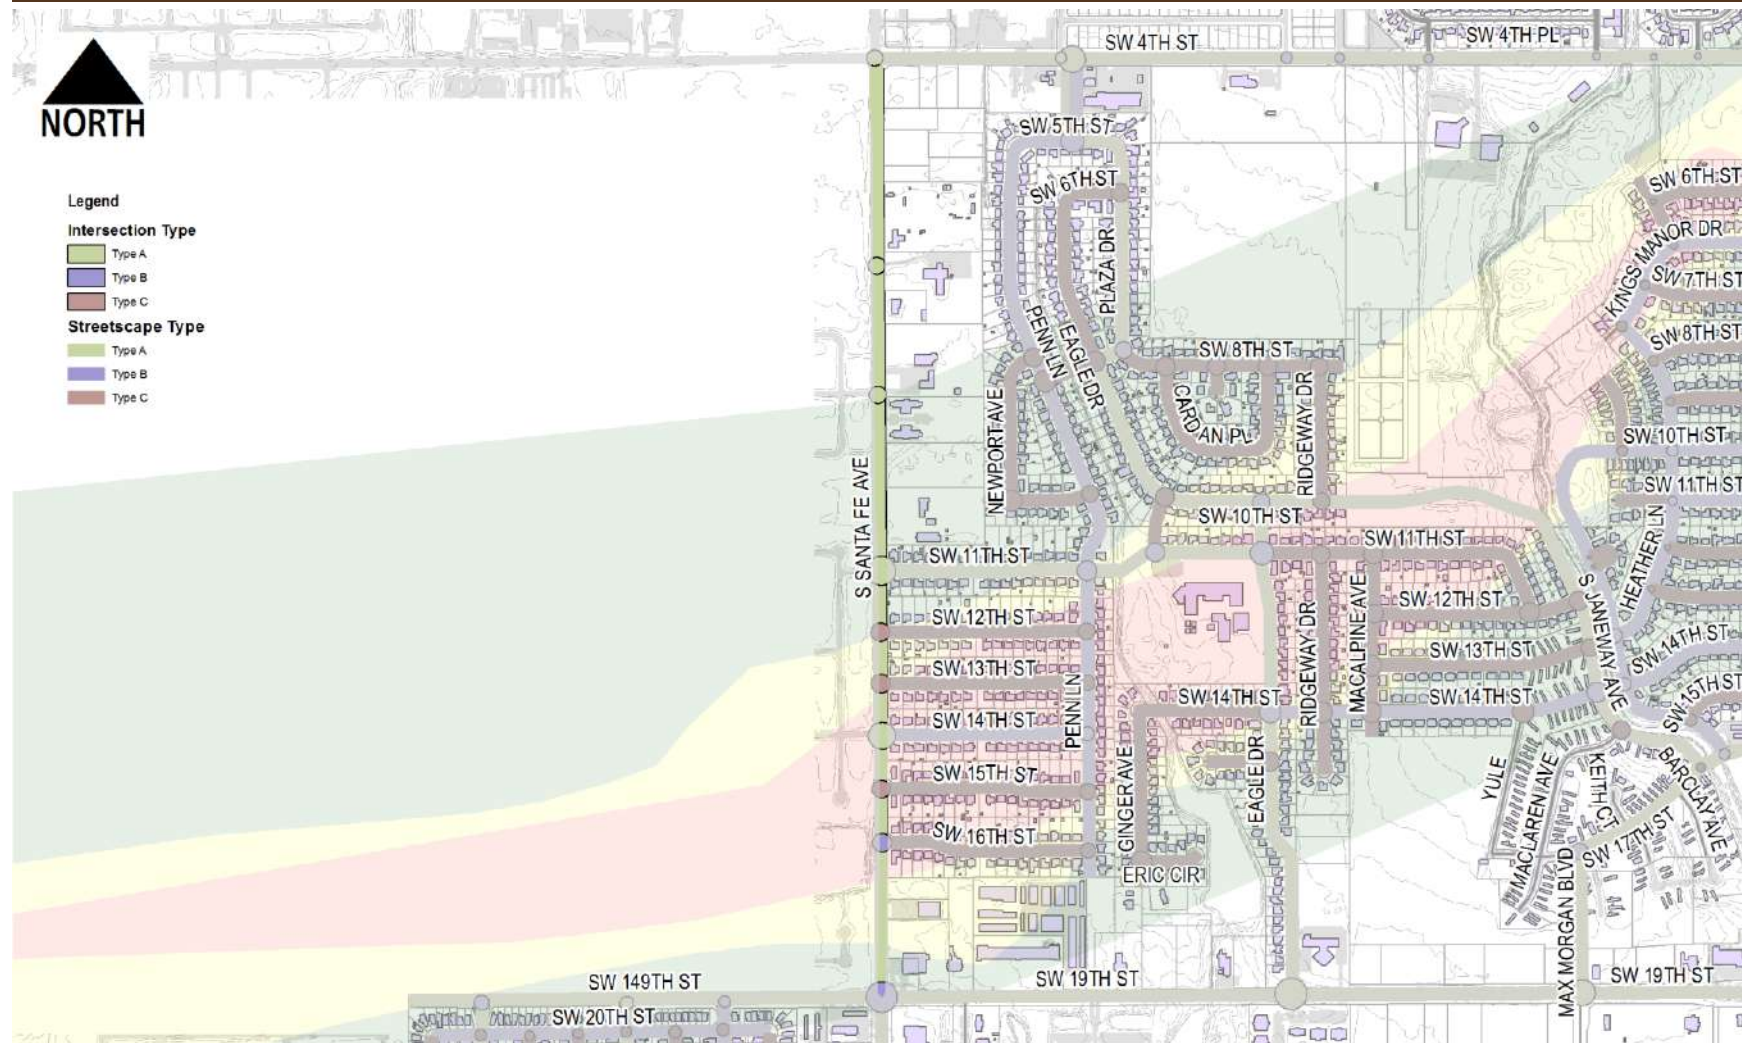 SW 4TH ST
SW 4TH PL
NORTH
SW 5TH ST
SW 6TH ST
SW 6TH ST
Legend
Intersection Type
Type A
Type B
Type C
Streetscape Type
Type A
Type B
Type C
KINGS MANOR DR
PLAZA DR
SW 7TH ST
PENN LN
EAGLE DR
SW 8TH ST
SW 8TH ST
CARDAN PL
RIDGEWAY DR
NEWPORT AVE
SW 10TH ST
SW 11TH ST
S SANTA FE AVE
SW 10TH ST
SW 11TH ST
SW 11TH ST
HEATHER LN
S JANEWAY AVE
SW 12TH ST
SW 12TH ST
RIDGEWAY DR
MACALPINE AVE
SW 13TH ST
SW 13TH ST
SW 14TH ST
SW 14TH ST
SW 14TH ST
SW 14TH ST
SW 15TH ST
PENN LN
SW 15TH ST
GINGER AVE
EAGLE DR
YULE
MACLAREN AVE
KEITH CT
BARCLAY AVE
SW 16TH ST
SW 17TH ST
ERIC CIR
MAX MORGAN BLVD
SW 149TH ST
SW 19TH ST
SW 19TH ST
SW 20TH ST